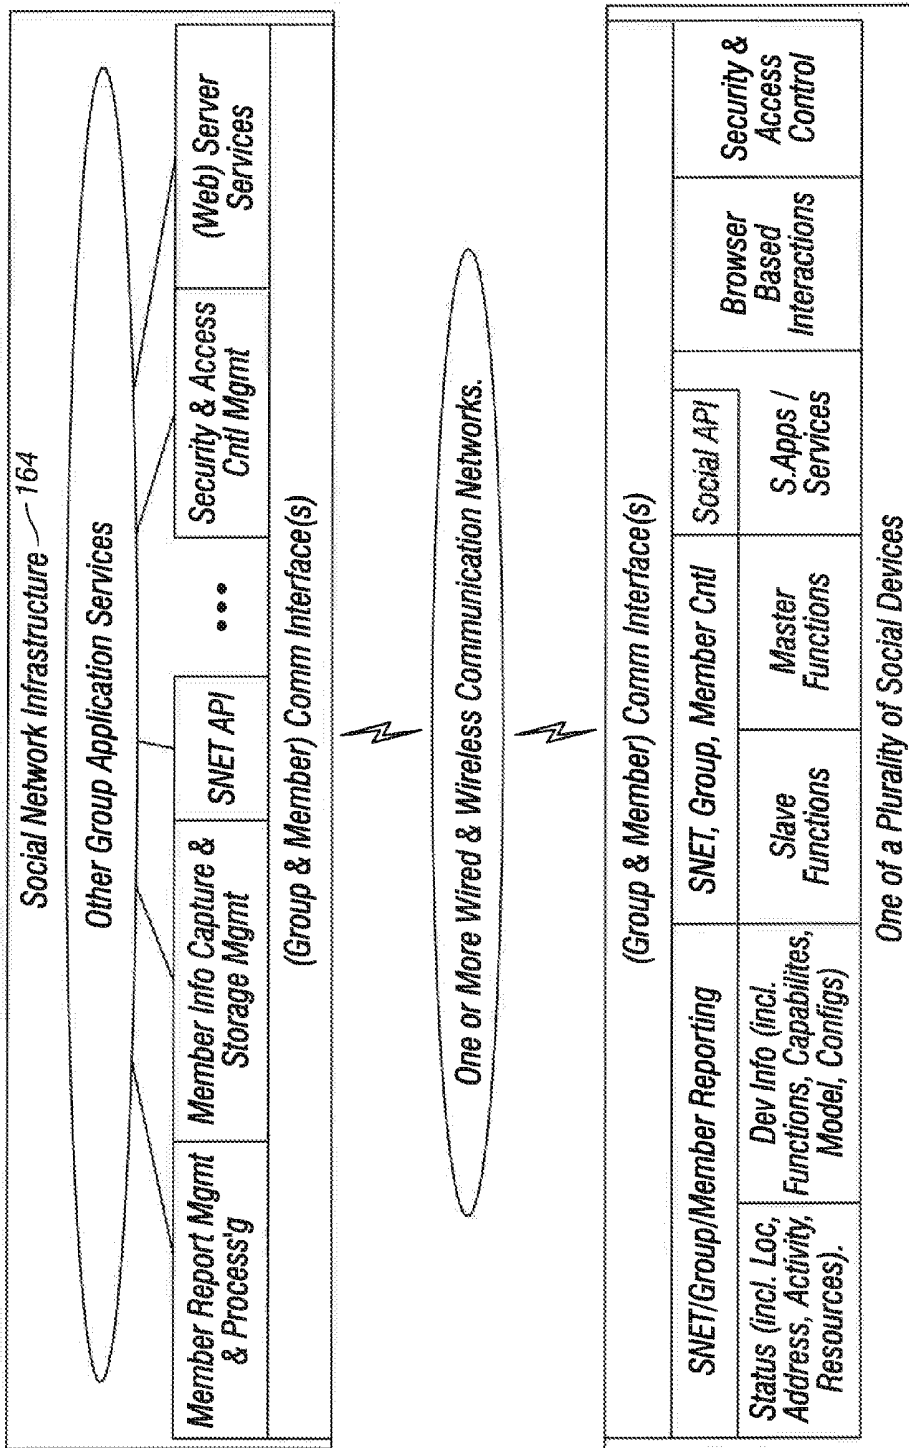 Social Network Infrastructure 164
Other Group Application Services
Member Report Mgmt
& Process'g
Member Info Capture &
Storage Mgmt
SNET API
•••
Security & Access
Cntl Mgmt
(Web) Server
Services
(Group & Member) Comm Interface(s)
One or More Wired & Wireless Communication Networks.
(Group & Member) Comm Interface(s)
SNET/Group/Member Reporting
Status (incl. Loc,
Address, Activity,
Resources).
Dev Info (incl.
Functions, Capabilites,
Model, Configs)
SNET, Group, Member Cntl
Slave
Functions
Master
Functions
Social API
S.Apps /
Services
Browser
Based
Interactions
Security &
Access
Control
One of a Plurality of Social Devices